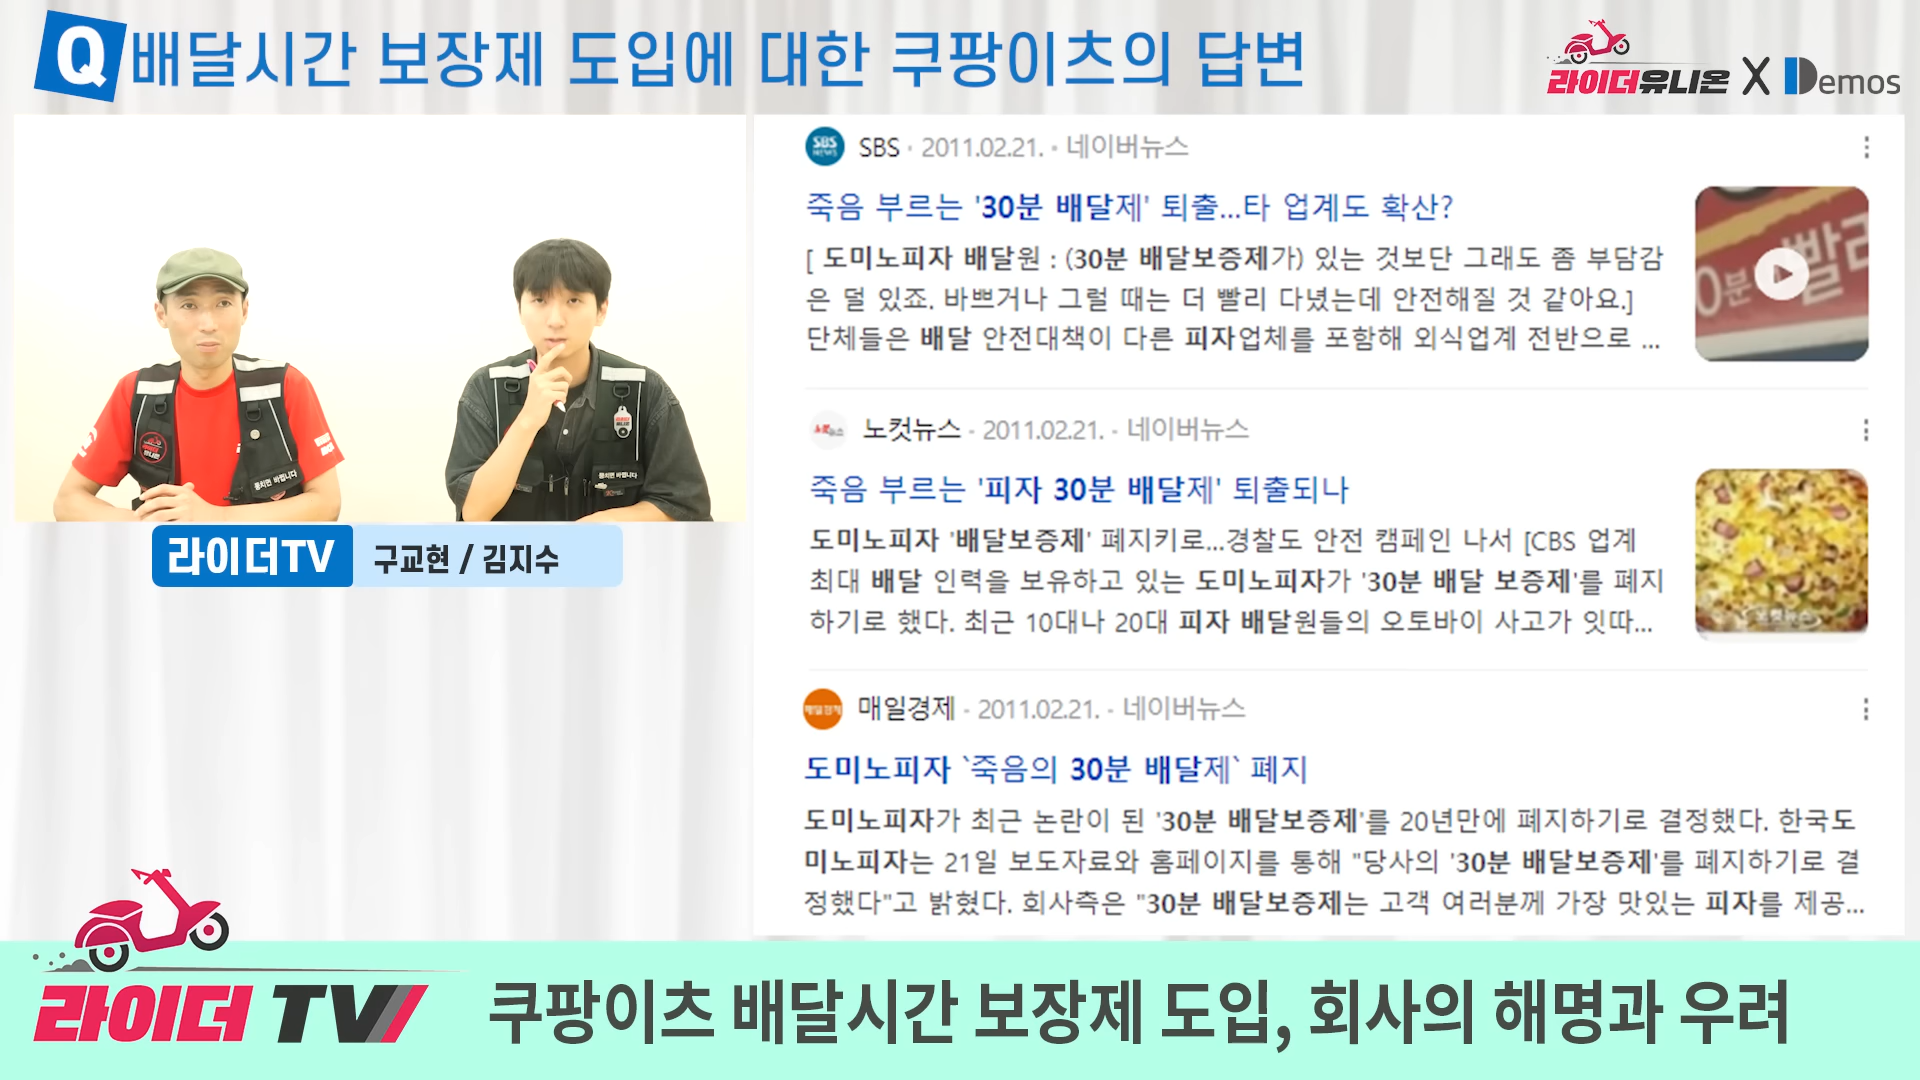 Q 배달시간 보장제 도입에 대한 쿠팡이츠의 답변
라이더유니온 X Demos
SBS · 2011.02.21. · 네이버뉴스
죽음 부르는 '30분 배달제' 퇴출...타 업계도 확산?
[ 도미노피자 배달원 : (30분 배달보증제가) 있는 것보단 그래도 좀 부담감
은 덜 있죠. 바쁘거나 그럴 때는 더 빨리 다녔는데 안전해질 것 같아요.]
단체들은 배달 안전대책이 다른 피자업체를 포함해 외식업계 전반으로 ...
노컷뉴스 · 2011.02.21. · 네이버뉴스
죽음 부르는 '피자 30분 배달제' 퇴출되나
도미노피자 '배달보증제' 폐지키로...경찰도 안전 캠페인 나서 [CBS 업계
최대 배달 인력을 보유하고 있는 도미노피자가 '30분 배달 보증제'를 폐지
하기로 했다. 최근 10대나 20대 피자 배달원들의 오토바이 사고가 잇따...
매일경제 · 2011.02.21. · 네이버뉴스
도미노피자 `죽음의 30분 배달제` 폐지
도미노피자가 최근 논란이 된 '30분 배달보증제'를 20년만에 폐지하기로 결정했다. 한국도
미노피자는 21일 보도자료와 홈페이지를 통해 "당사의 '30분 배달보증제'를 폐지하기로 결
정했다"고 밝혔다. 회사측은 "30분 배달보증제는 고객 여러분께 가장 맛있는 피자를 제공...
뭉치면 바뀝니다
뭉치면 바뀝니다
라이더TV 구교현 / 김지수
라이더 TV
쿠팡이츠 배달시간 보장제 도입, 회사의 해명과 우려